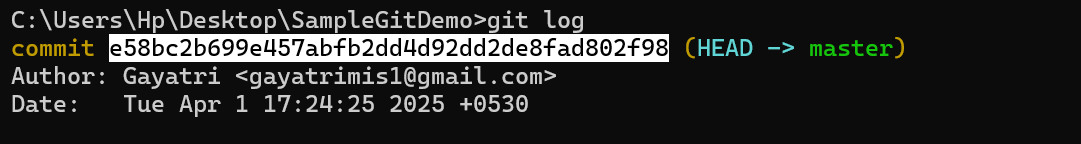 C:\Users\Hp\Desktop\SampleGitDemo>git log
commit e58bc2b699e457abfb2dd4d92dd2de8fad802f98 (HEAD -> master)
Author: Gayatri <gayatrimis1@gmail.com>
Date:   Tue Apr 1 17:24:25 2025 +0530